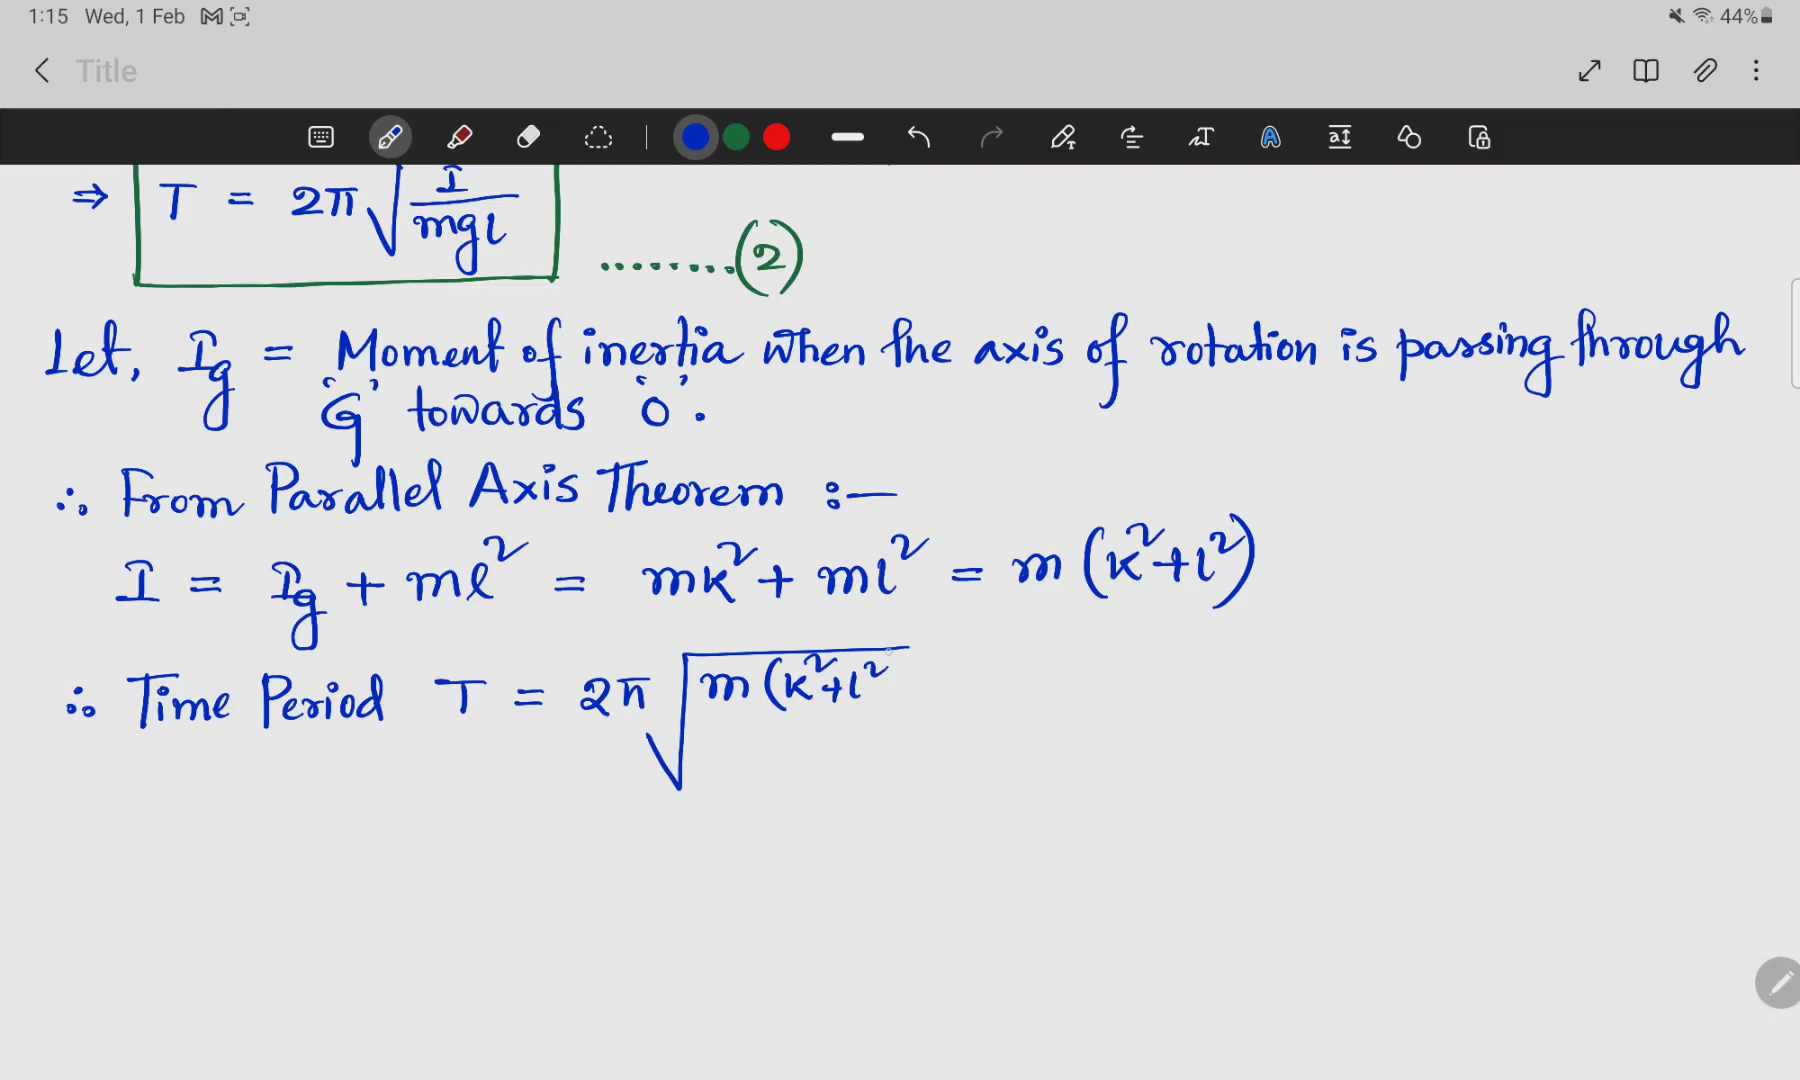 1:15 Wed, 1 Feb 44%
Title
⇒ T = 2π√(I/mgl) ........(2)
Let, Ig = Moment of inertia when the axis of rotation is passing through
'G' towards 'O'.
∴ From Parallel Axis Theorem :—
I = Ig + ml² = mk² + ml² = m (k²+l²)
∴ Time Period T = 2π√m (k²+l²